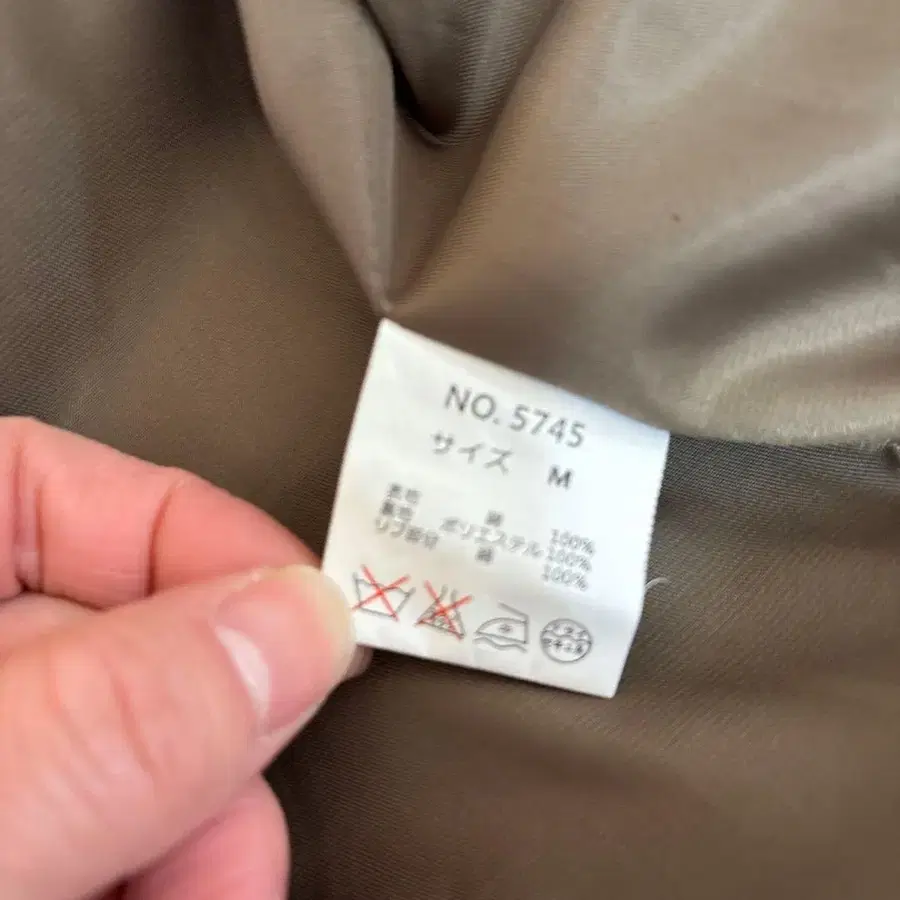 NO. 5745
サイズ M
表地 綿 100%
裏地 ポリエステル 100%
リブ部分 綿 100%
中